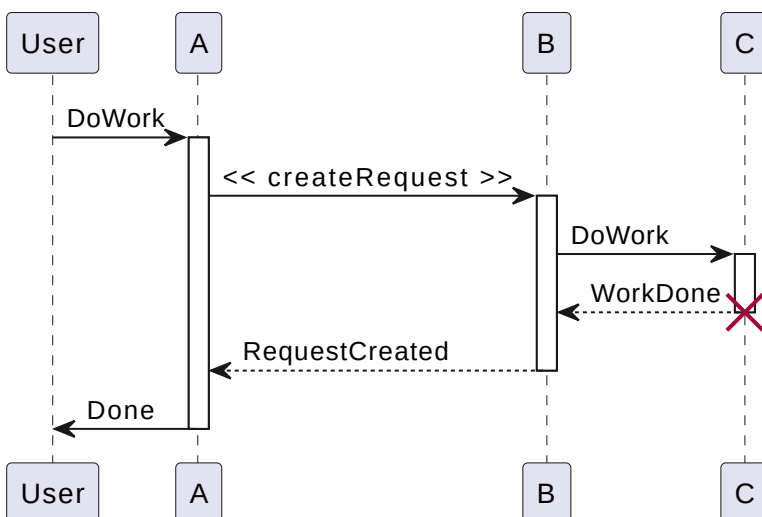 User A B C
DoWork
<< createRequest >>
DoWork
WorkDone
RequestCreated
Done
User A B C